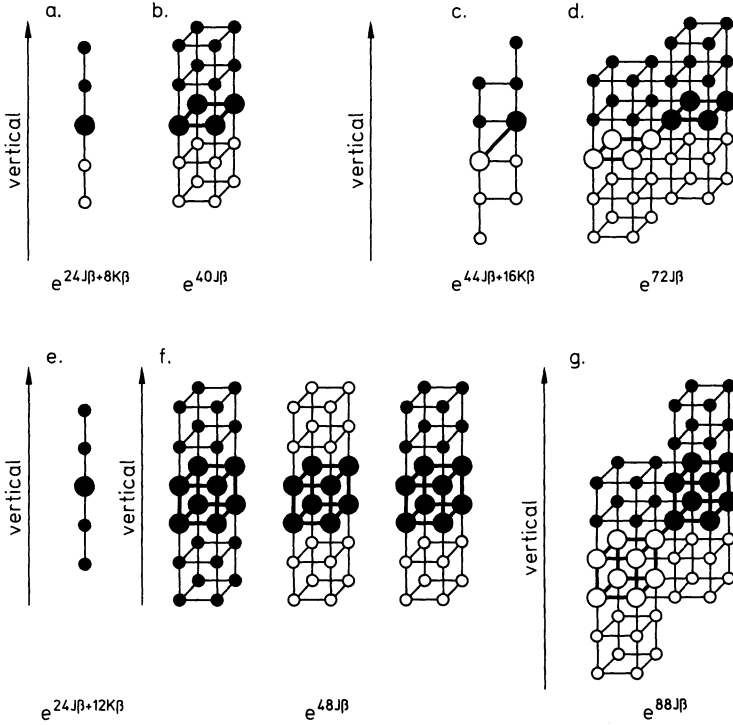 a.
b.
c.
d.
vertical
vertical
e^24Jβ+8Kβ
e^40Jβ
e^44Jβ+16Kβ
e^72Jβ
e.
f.
g.
vertical
vertical
vertical
e^24Jβ+12Kβ
e^48Jβ
e^88Jβ